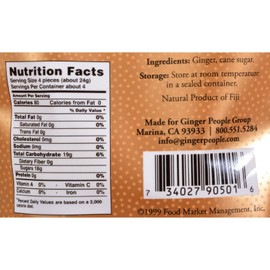 Nutrition Facts
Serving Size 4 pieces (about 24g)
Servings Per Container about 4
Amount Per Serving
Calories 80 Calories from Fat 0
% Daily Value*
Total Fat 0g 0%
Saturated Fat 0g 0%
Trans Fat 0g
Cholesterol 0mg 0%
Sodium 0mg 0%
Total Carbohydrate 19g 6%
Dietary Fiber 0g
Sugars 18g
Protein 0g
Vitamin A 0% • Vitamin C 0%
Calcium 0% • Iron 0%
*Percent Daily Values are based on a 2,000
calorie diet.
Ingredients: Ginger, cane sugar.
Storage: Store at room temperature
in a sealed container.
Natural Product of Fiji
Made for Ginger People Group
Marina, CA 93933 | 800.551.5284
info@gingerpeople.com
7 34027 90501 6
©1999 Food Market Management, Inc.